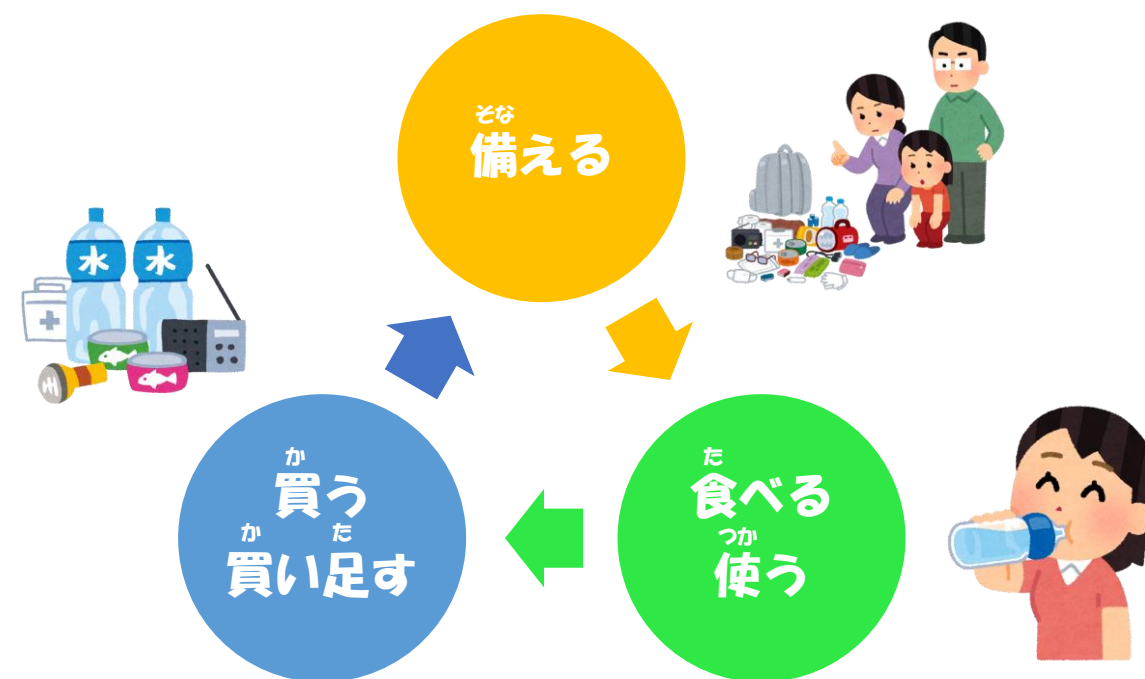 そな
備える
水 水
か
買う
か た
買い足す
た
食べる
つか
使う